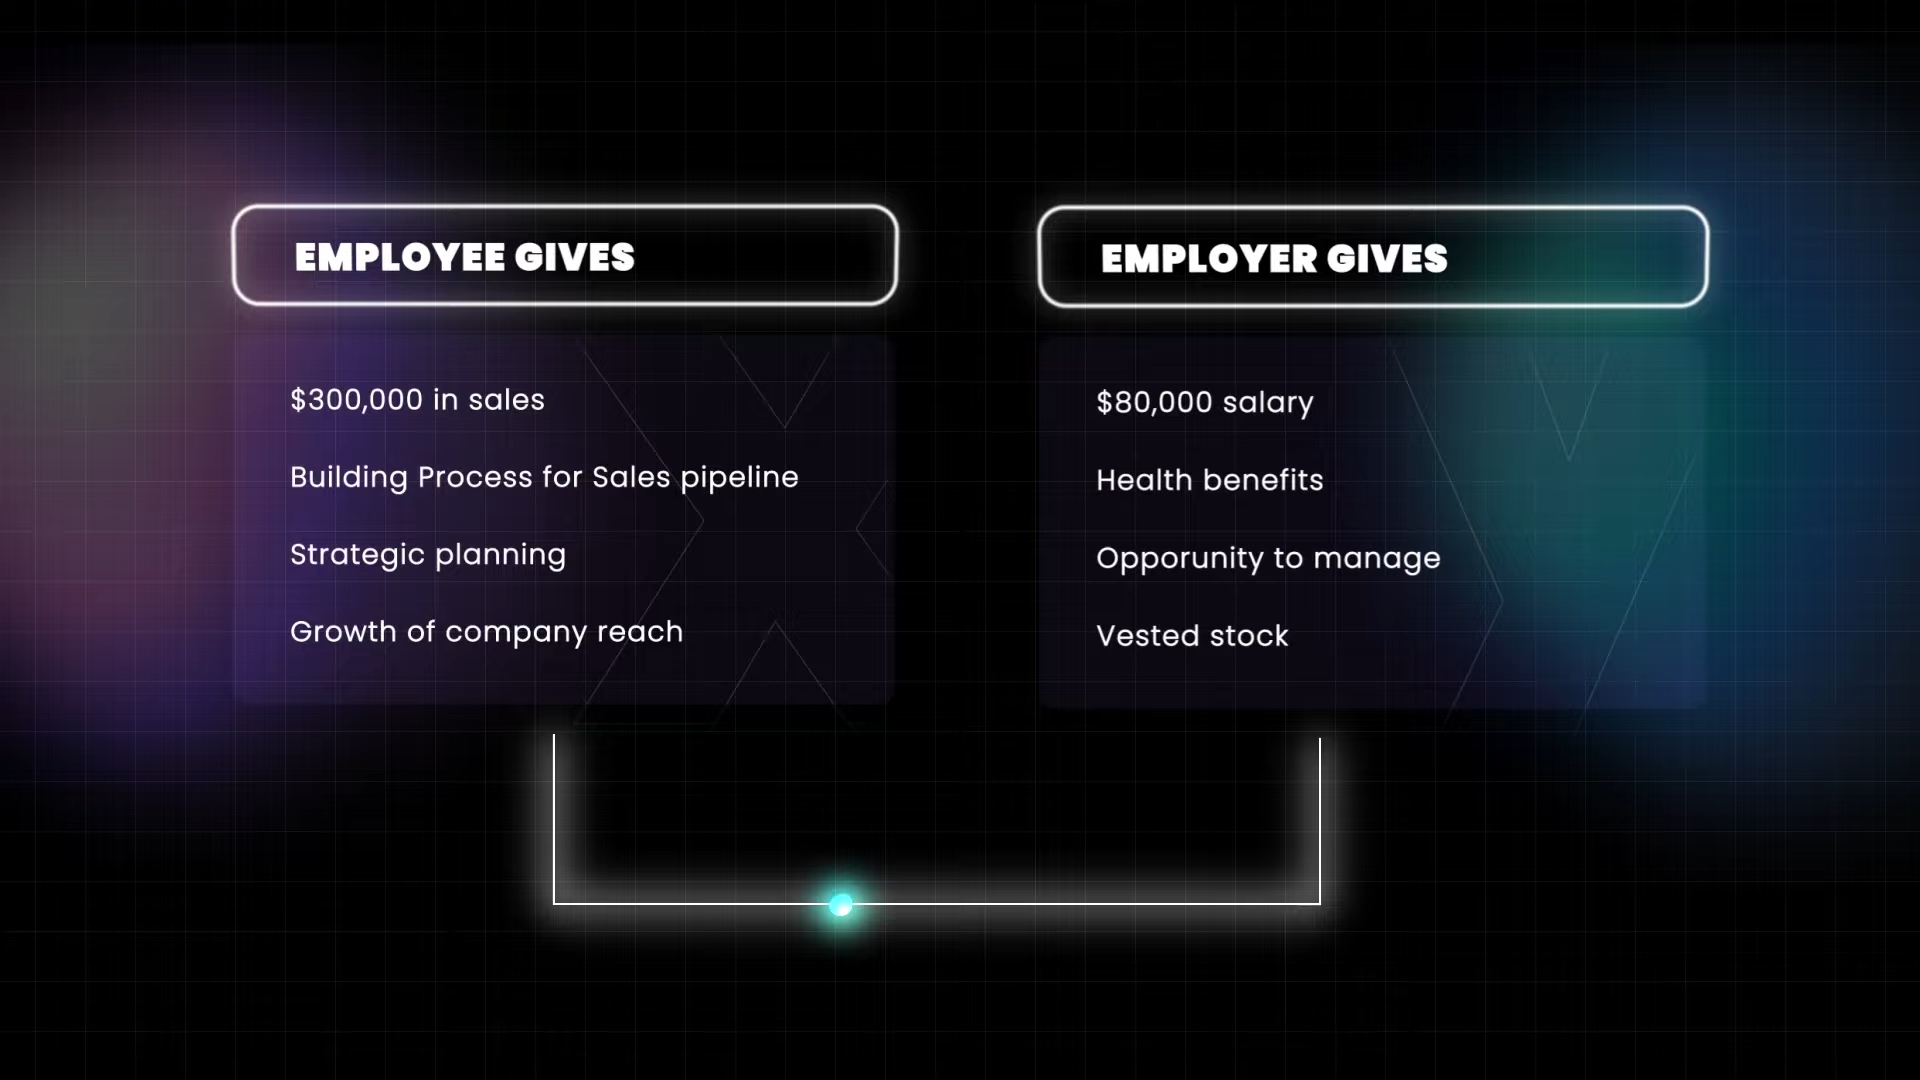 EMPLOYEE GIVES
$300,000 in sales
Building Process for Sales pipeline
Strategic planning
Growth of company reach
EMPLOYER GIVES
$80,000 salary
Health benefits
Opporunity to manage
Vested stock